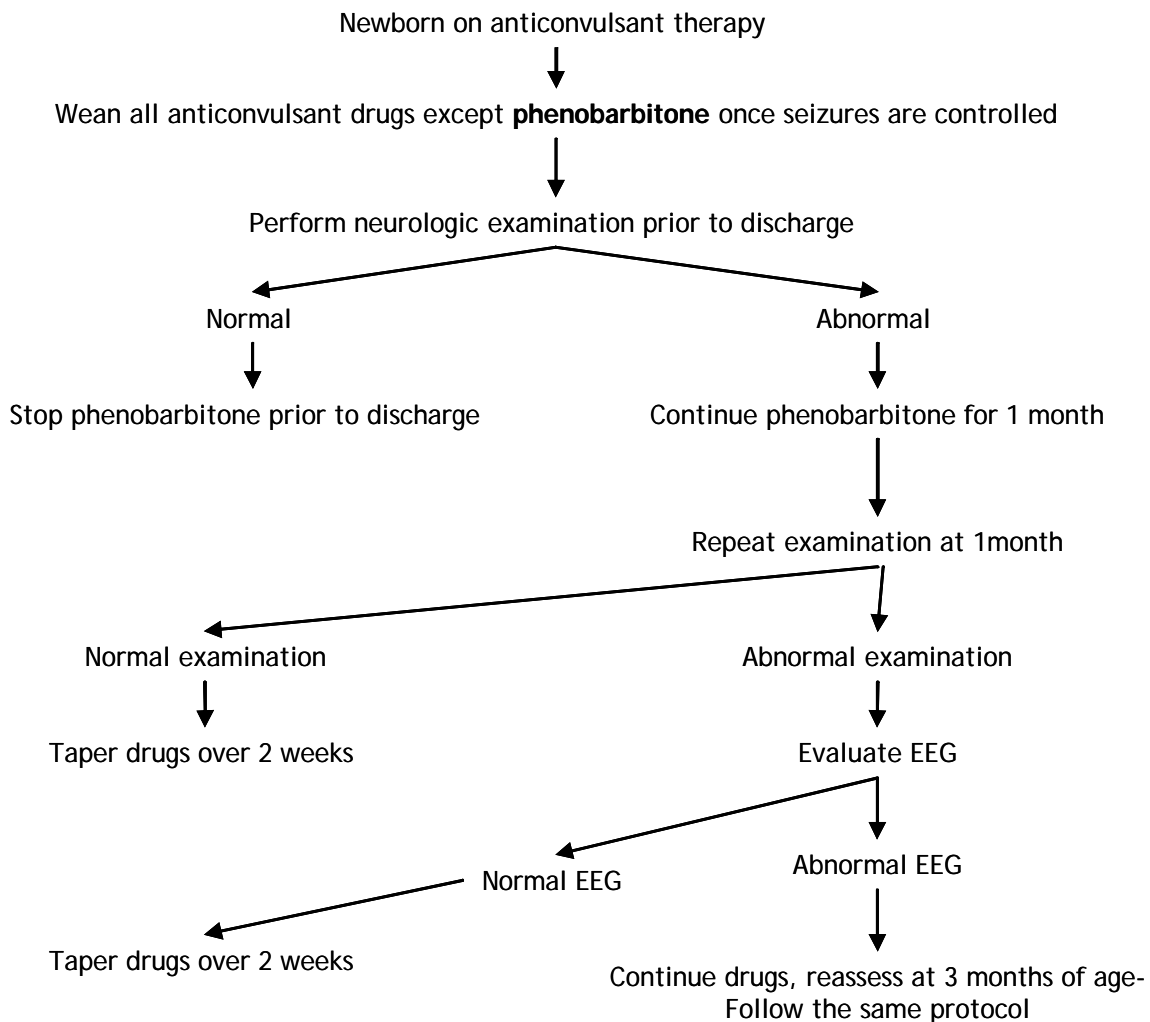 Newborn on anticonvulsant therapy
Wean all anticonvulsant drugs except phenobarbitone once seizures are controlled
Perform neurologic examination prior to discharge
Normal
Abnormal
Stop phenobarbitone prior to discharge
Continue phenobarbitone for 1 month
Repeat examination at 1month
Normal examination
Abnormal examination
Taper drugs over 2 weeks
Evaluate EEG
Normal EEG
Abnormal EEG
Taper drugs over 2 weeks
Continue drugs, reassess at 3 months of age-
Follow the same protocol